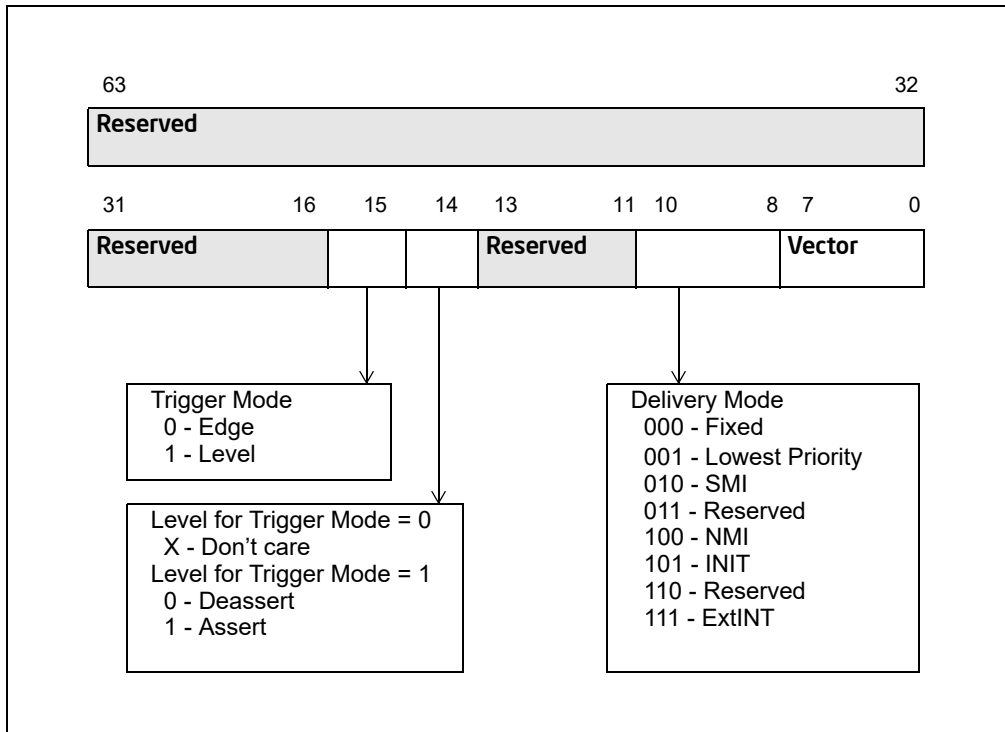 63 32
Reserved
31 16 15 14 13 11 10 8 7 0
Reserved Reserved Vector
Trigger Mode
0 - Edge
1 - Level
Level for Trigger Mode = 0
X - Don’t care
Level for Trigger Mode = 1
0 - Deassert
1 - Assert
Delivery Mode
000 - Fixed
001 - Lowest Priority
010 - SMI
011 - Reserved
100 - NMI
101 - INIT
110 - Reserved
111 - ExtINT